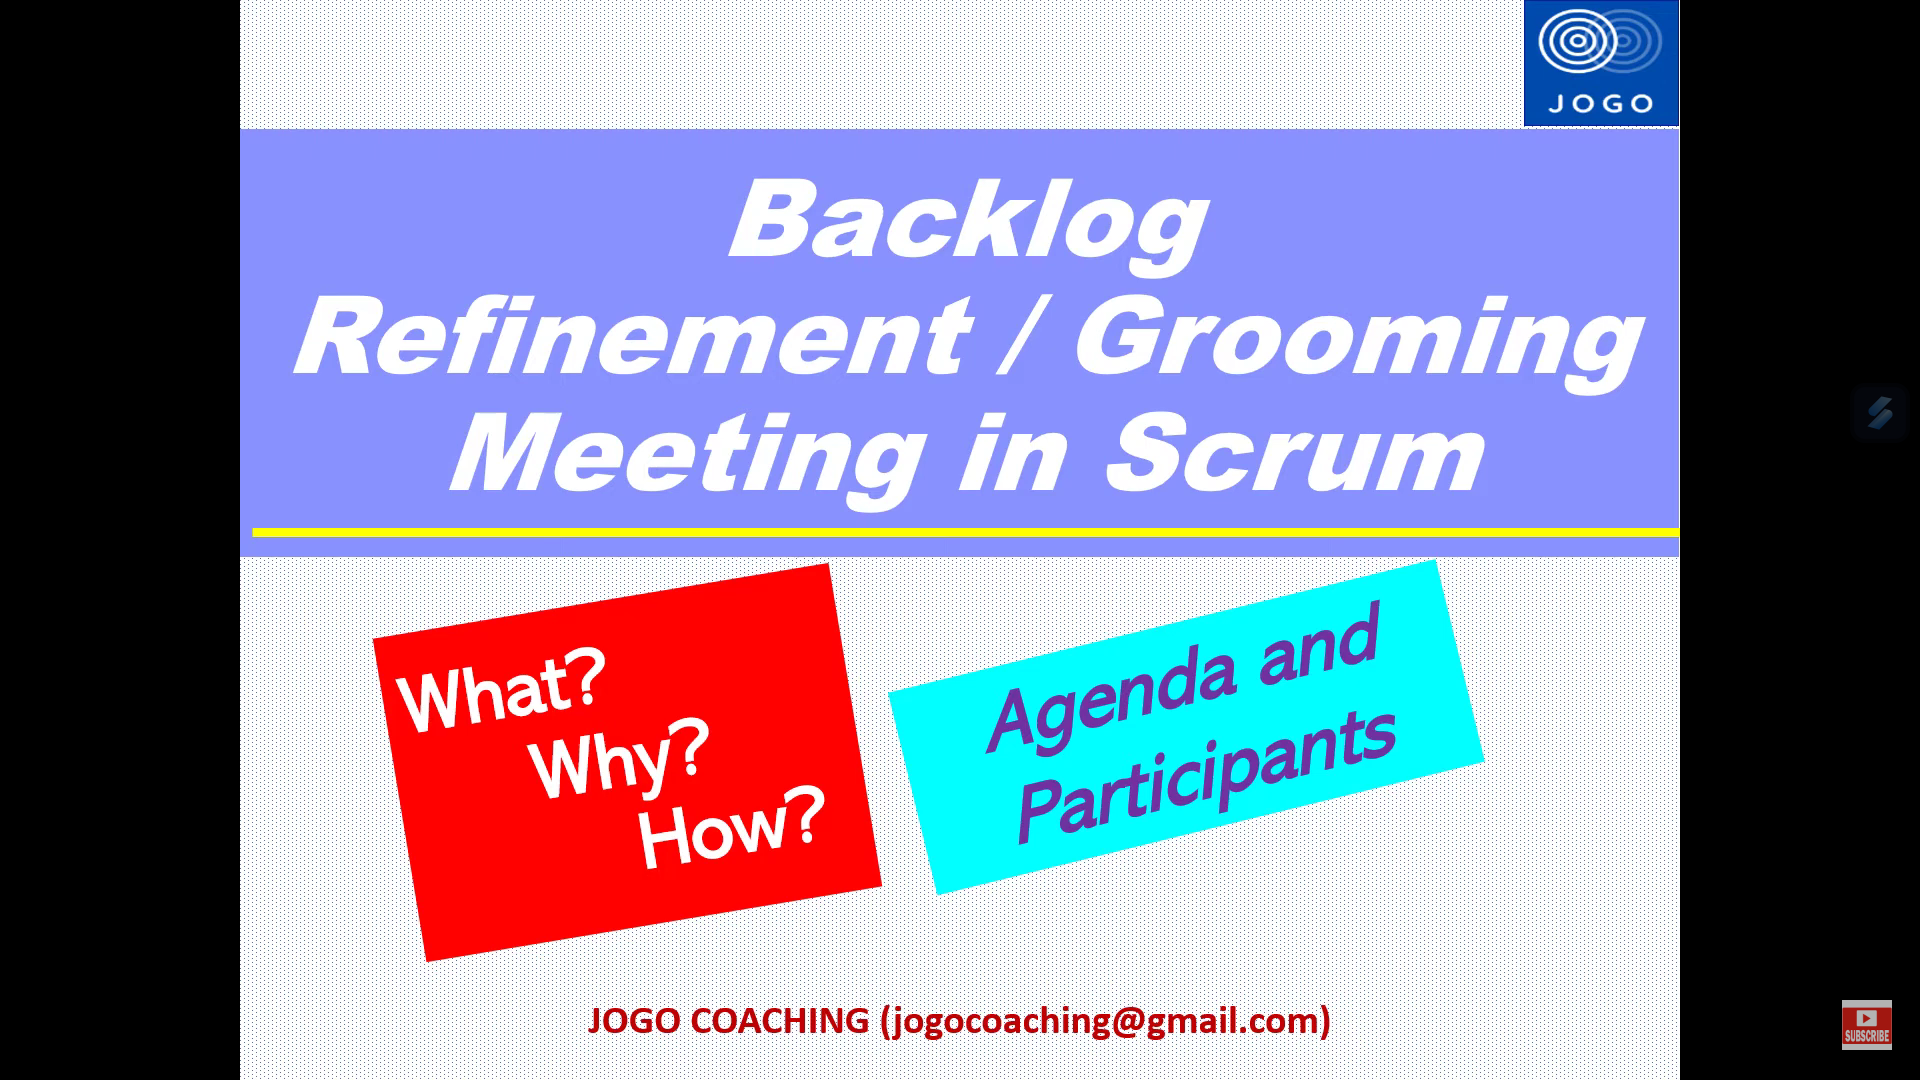 JOGO
Backlog
Refinement / Grooming
Meeting in Scrum
What?
Why?
How?
Agenda and
Participants
JOGO COACHING (jogocoaching@gmail.com)
SUBSCRIBE